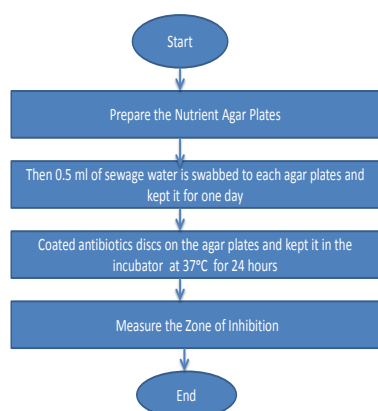 Start
Prepare the Nutrient Agar Plates
Then 0.5 ml of sewage water is swabbed to each agar plates and
kept it for one day
Coated antibiotics discs on the agar plates and kept it in the
incubator at 37ºC for 24 hours
Measure the Zone of Inhibition
End